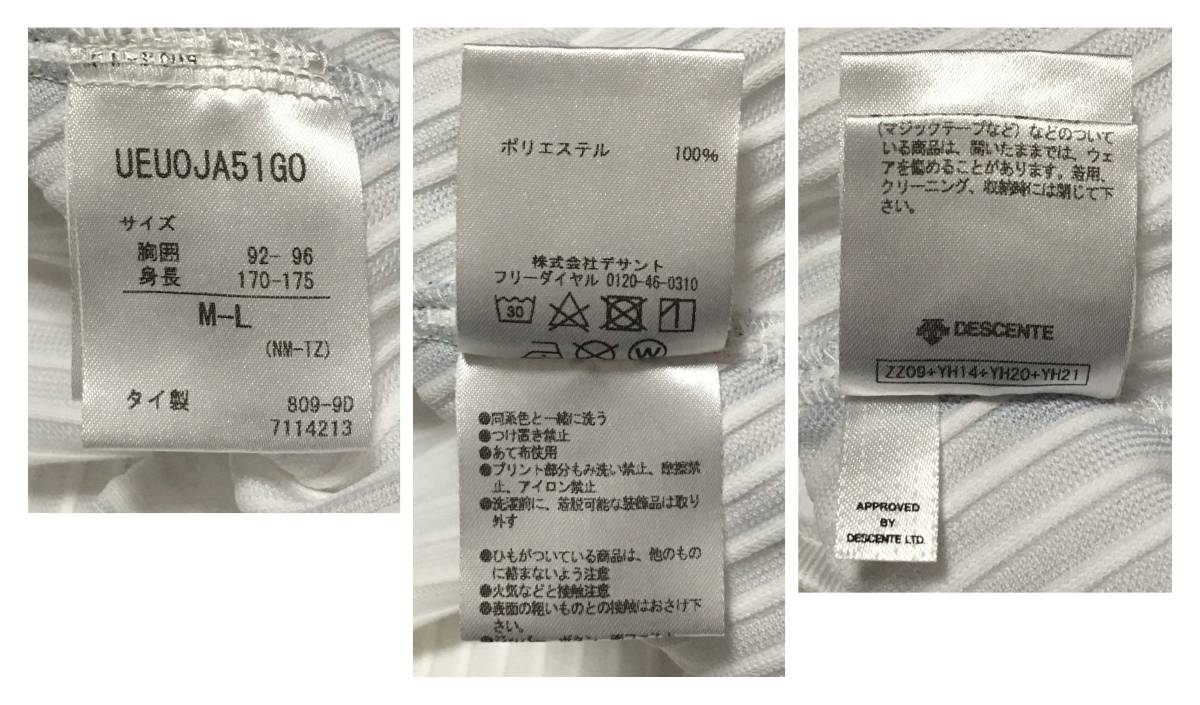 UEU0JA51G0
サイズ
胸囲 92- 96
身長 170-175
M-L
(NM-TZ)
タイ製 809-9D
7114213
ポリエステル 100%
株式会社デサント
フリーダイヤル 0120-46-0310
30
W
●同系色と一緒に洗う
●つけ置き禁止
●あて布使用
●プリント部分もみ洗い禁止、摩擦禁
止、アイロン禁止
●洗濯前に、着脱可能な装飾品は取り
外す
●ひもがついている商品は、他のもの
に絡まないよう注意
●火気などと接触注意
●表面の粗いものとの接触はおさけ下
さい。
(マジックテープなど)などのついて
いる商品は、開いたままでは、ウェ
アを傷めることがあります。着用、
クリーニング、収納時には閉じて下
さい。
DESCENTE
ZZ09+YH14+YH20+YH21
APPROVED
BY
DESCENTE LTD.